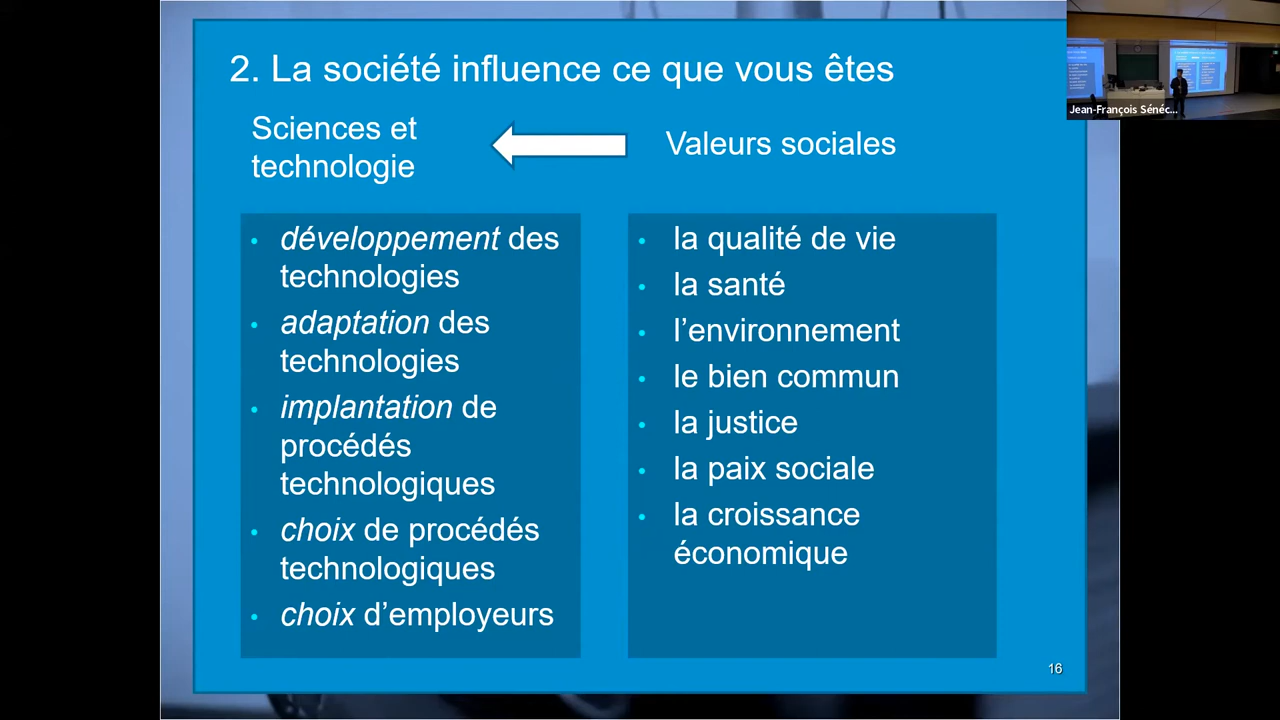 2. La société influence ce que vous êtes
Sciences et
technologie
Valeurs sociales
• développement des
technologies
• adaptation des
technologies
• implantation de
procédés
technologiques
• choix de procédés
technologiques
• choix d’employeurs
• la qualité de vie
• la santé
• l’environnement
• le bien commun
• la justice
• la paix sociale
• la croissance
économique
16
Jean-François Sénéc...